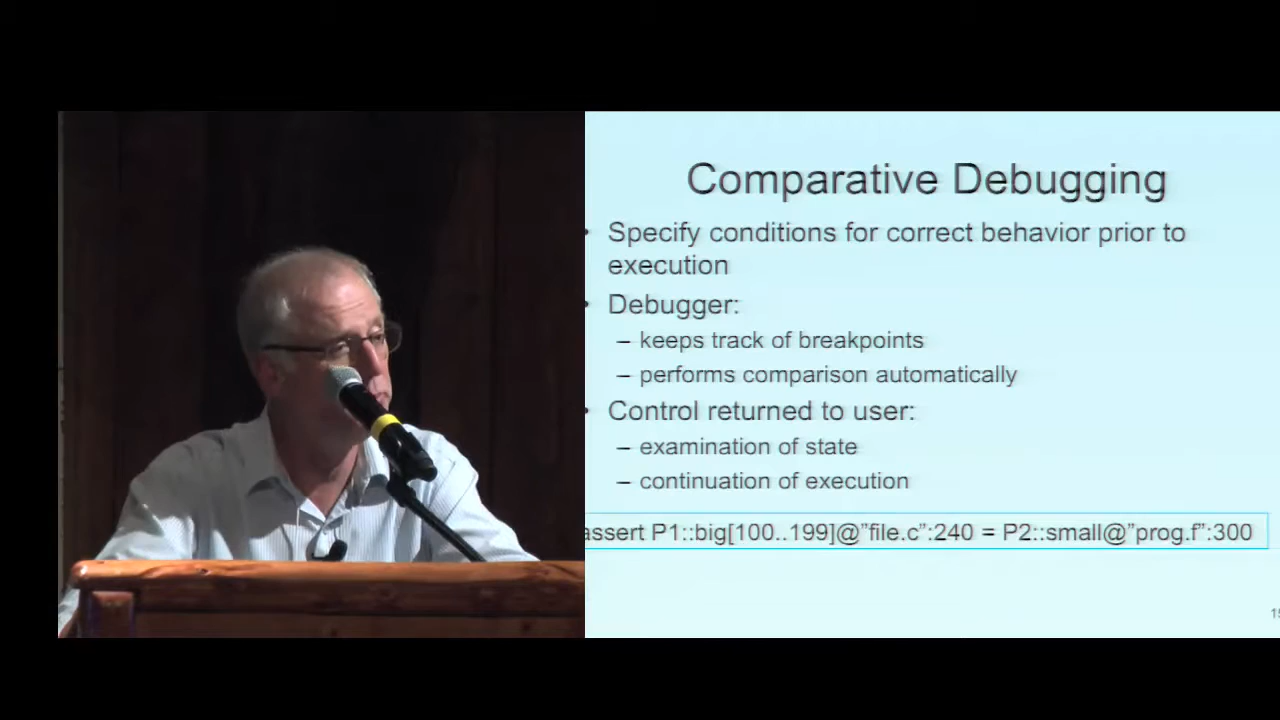 Comparative Debugging
• Specify conditions for correct behavior prior to
execution
• Debugger:
– keeps track of breakpoints
– performs comparison automatically
• Control returned to user:
– examination of state
– continuation of execution
assert P1::big[100..199]@"file.c":240 = P2::small@"prog.f":300